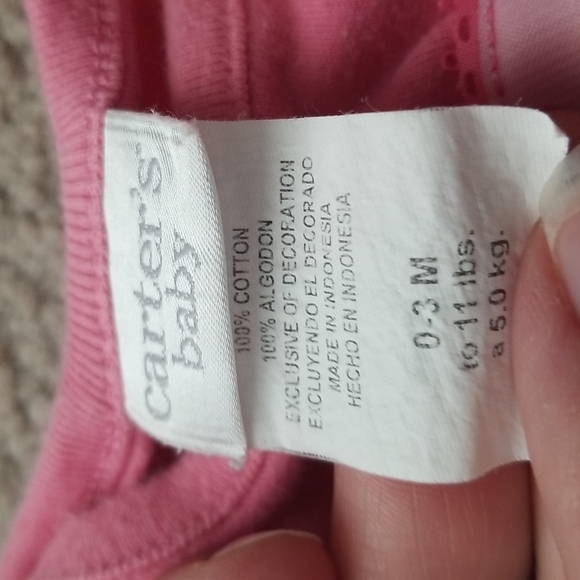 carter's
baby
100% COTTON
100% ALGODON
EXCLUSIVE OF DECORATION
EXCLUYENDO EL DECORADO
MADE IN INDONESIA
HECHO EN INDONESIA
0-3 M
to 11 lbs.
a 5.0 kg.